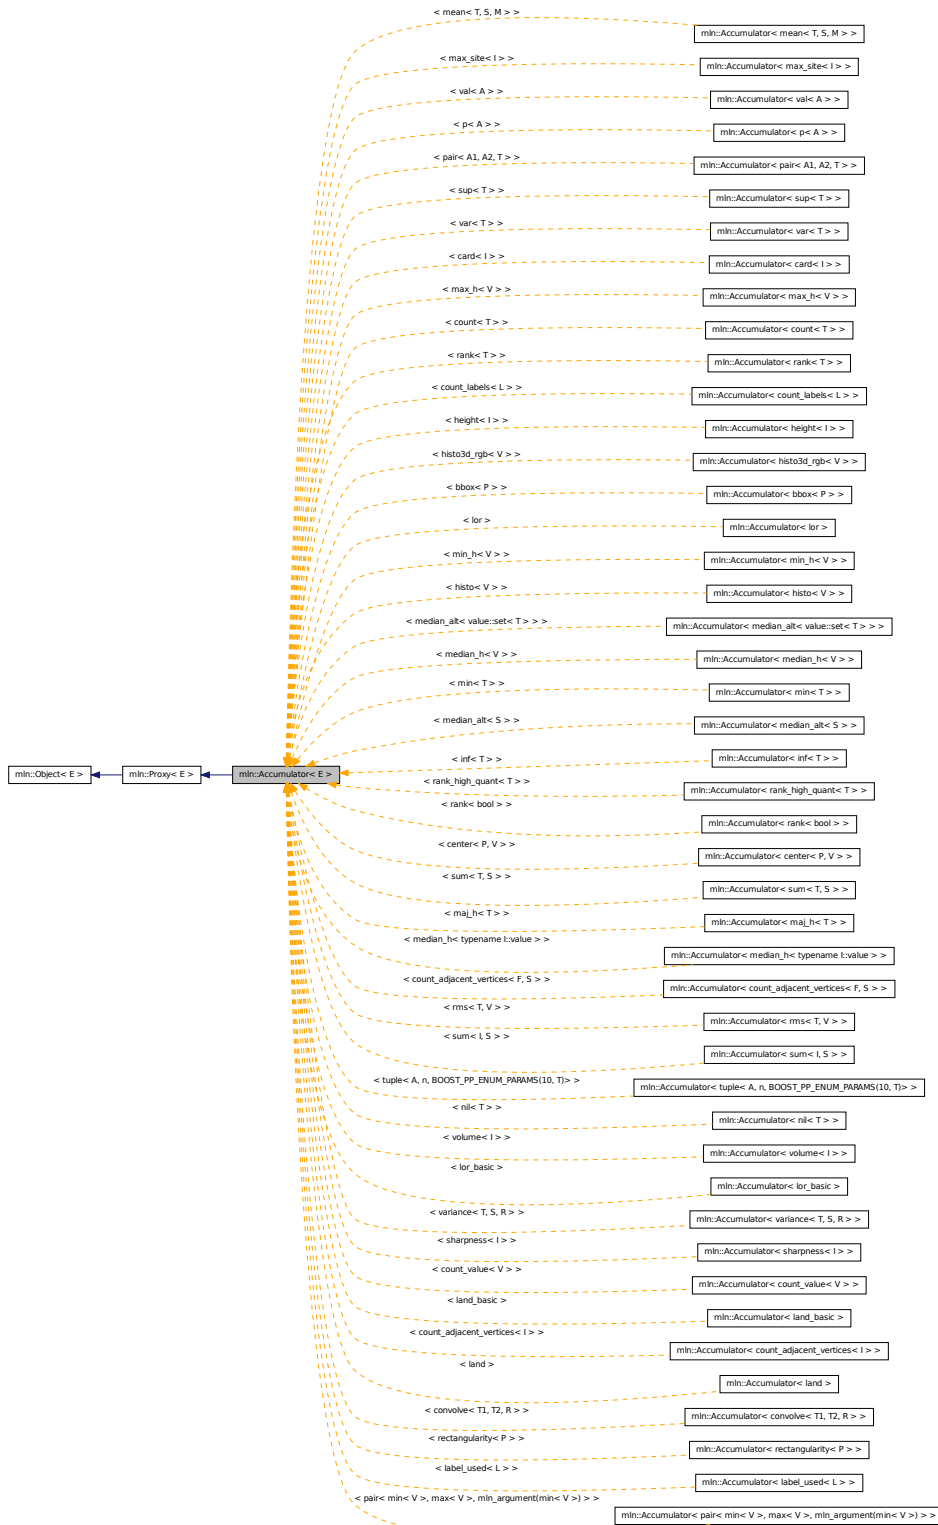 < mean< T, S, M > >
mln::Accumulator< mean< T, S, M > >
< max_site< I > >
mln::Accumulator< max_site< I > >
< val< A > >
mln::Accumulator< val< A > >
< p< A > >
mln::Accumulator< p< A > >
< pair< A1, A2, T > >
mln::Accumulator< pair< A1, A2, T > >
< sup< T > >
mln::Accumulator< sup< T > >
< var< T > >
mln::Accumulator< var< T > >
< card< I > >
mln::Accumulator< card< I > >
< max_h< V > >
mln::Accumulator< max_h< V > >
< count< T > >
mln::Accumulator< count< T > >
< rank< T > >
mln::Accumulator< rank< T > >
< count_labels< L > >
mln::Accumulator< count_labels< L > >
< height< I > >
mln::Accumulator< height< I > >
< histo3d_rgb< V > >
mln::Accumulator< histo3d_rgb< V > >
< bbox< P > >
mln::Accumulator< bbox< P > >
< lor >
mln::Accumulator< lor >
< min_h< V > >
mln::Accumulator< min_h< V > >
< histo< V > >
mln::Accumulator< histo< V > >
< median_alt< value::set< T > > >
mln::Accumulator< median_alt< value::set< T > > >
< median_h< V > >
mln::Accumulator< median_h< V > >
< min< T > >
mln::Accumulator< min< T > >
< median_alt< S > >
mln::Accumulator< median_alt< S > >
< inf< T > >
mln::Accumulator< inf< T > >
mln::Object< E >
mln::Proxy< E >
mln::Accumulator< E >
< rank_high_quant< T > >
mln::Accumulator< rank_high_quant< T > >
< rank< bool > >
mln::Accumulator< rank< bool > >
< center< P, V > >
mln::Accumulator< center< P, V > >
< sum< T, S > >
mln::Accumulator< sum< T, S > >
< maj_h< T > >
mln::Accumulator< maj_h< T > >
< median_h< typename I::value > >
mln::Accumulator< median_h< typename I::value > >
< count_adjacent_vertices< F, S > >
mln::Accumulator< count_adjacent_vertices< F, S > >
< rms< T, V > >
mln::Accumulator< rms< T, V > >
< sum< I, S > >
mln::Accumulator< sum< I, S > >
< tuple< A, n, BOOST_PP_ENUM_PARAMS(10, T)> >
mln::Accumulator< tuple< A, n, BOOST_PP_ENUM_PARAMS(10, T)> >
< nil< T > >
mln::Accumulator< nil< T > >
< volume< I > >
mln::Accumulator< volume< I > >
< lor_basic >
mln::Accumulator< lor_basic >
< variance< T, S, R > >
mln::Accumulator< variance< T, S, R > >
< sharpness< I > >
mln::Accumulator< sharpness< I > >
< count_value< V > >
mln::Accumulator< count_value< V > >
< land_basic >
mln::Accumulator< land_basic >
< count_adjacent_vertices< I > >
mln::Accumulator< count_adjacent_vertices< I > >
< land >
mln::Accumulator< land >
< convolve< T1, T2, R > >
mln::Accumulator< convolve< T1, T2, R > >
< rectangularity< P > >
mln::Accumulator< rectangularity< P > >
< label_used< L > >
mln::Accumulator< label_used< L > >
< pair< min< V >, max< V >, mln_argument(min< V >) > >
mln::Accumulator< pair< min< V >, max< V >, mln_argument(min< V >) > >